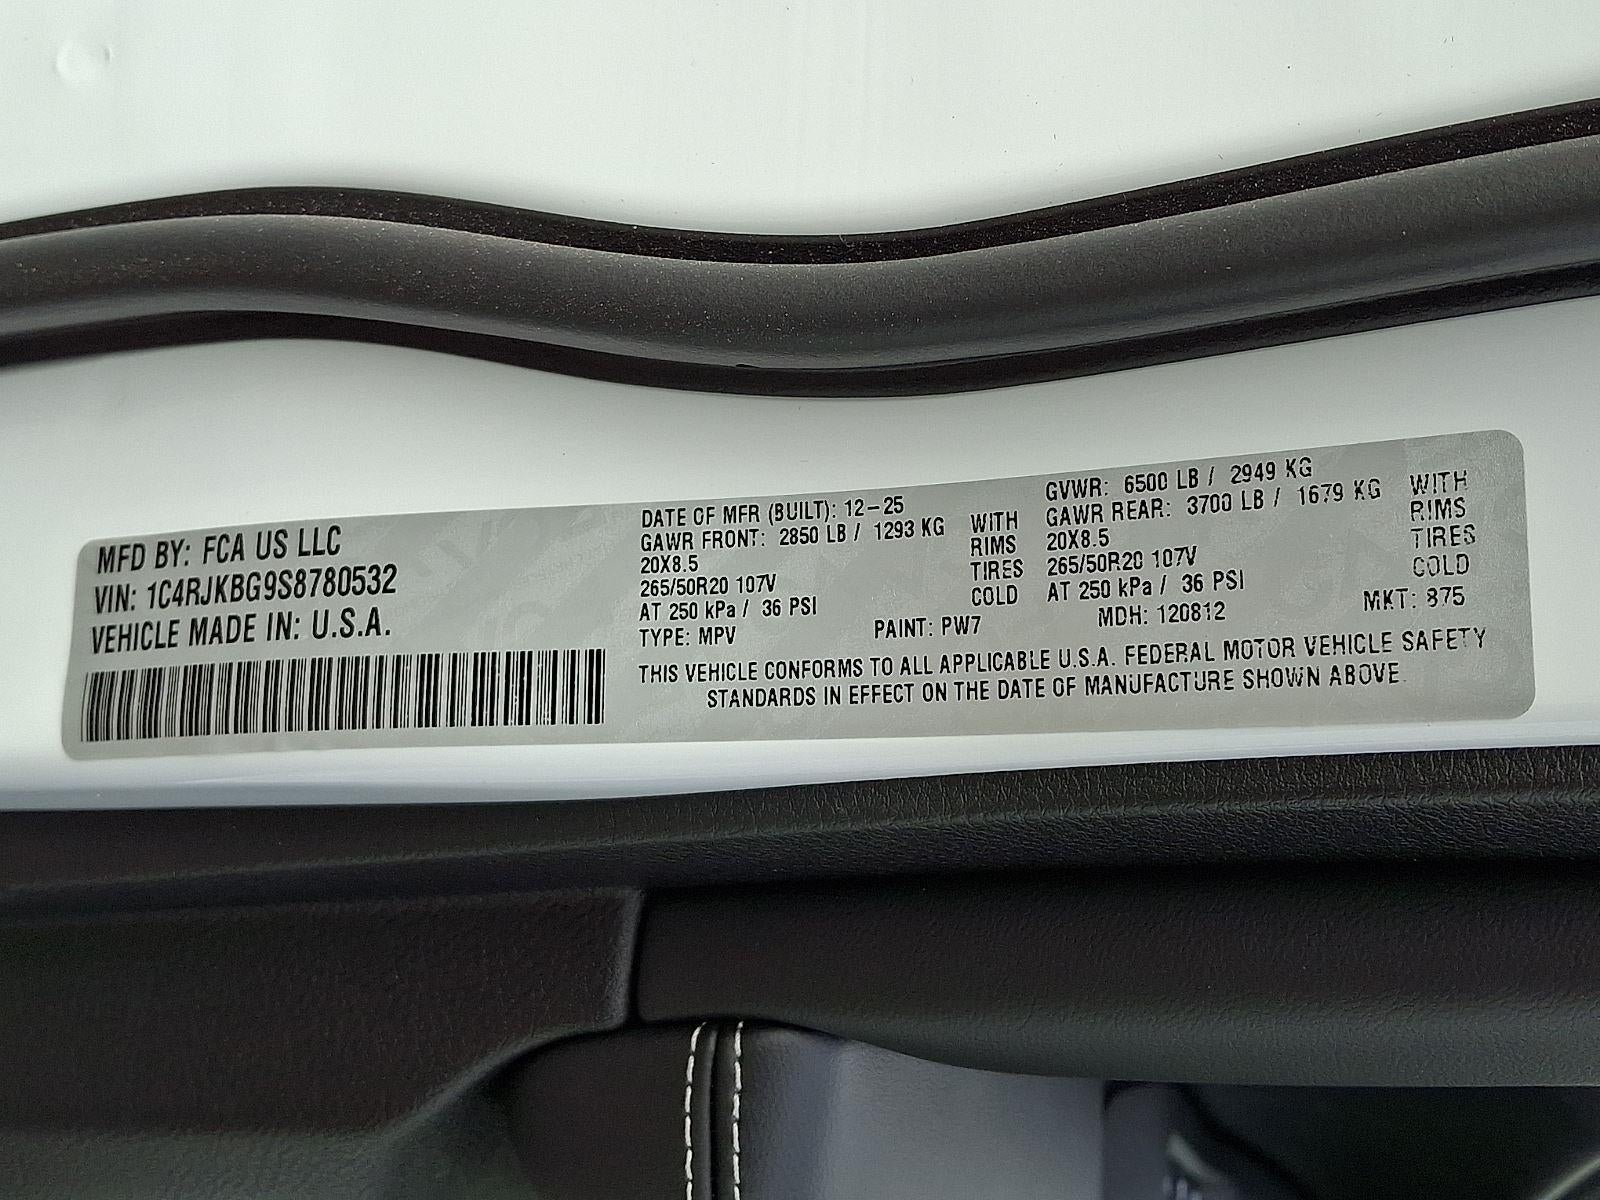 MFD BY: FCA US LLC
VIN: 1C4RJKBG9S8780532
VEHICLE MADE IN: U.S.A.
DATE OF MFR (BUILT): 12-25
GAWR FRONT: 2850 LB / 1293 KG WITH
20X8.5 RIMS
265/50R20 107V TIRES
AT 250 kPa / 36 PSI COLD
GVWR: 6500 LB / 2949 KG
GAWR REAR: 3700 LB / 1679 KG WITH
20X8.5 RIMS
265/50R20 107V TIRES
AT 250 kPa / 36 PSI COLD
TYPE: MPV PAINT: PW7 MDH: 120812 MKT: 875
THIS VEHICLE CONFORMS TO ALL APPLICABLE U.S.A. FEDERAL MOTOR VEHICLE SAFETY
STANDARDS IN EFFECT ON THE DATE OF MANUFACTURE SHOWN ABOVE.